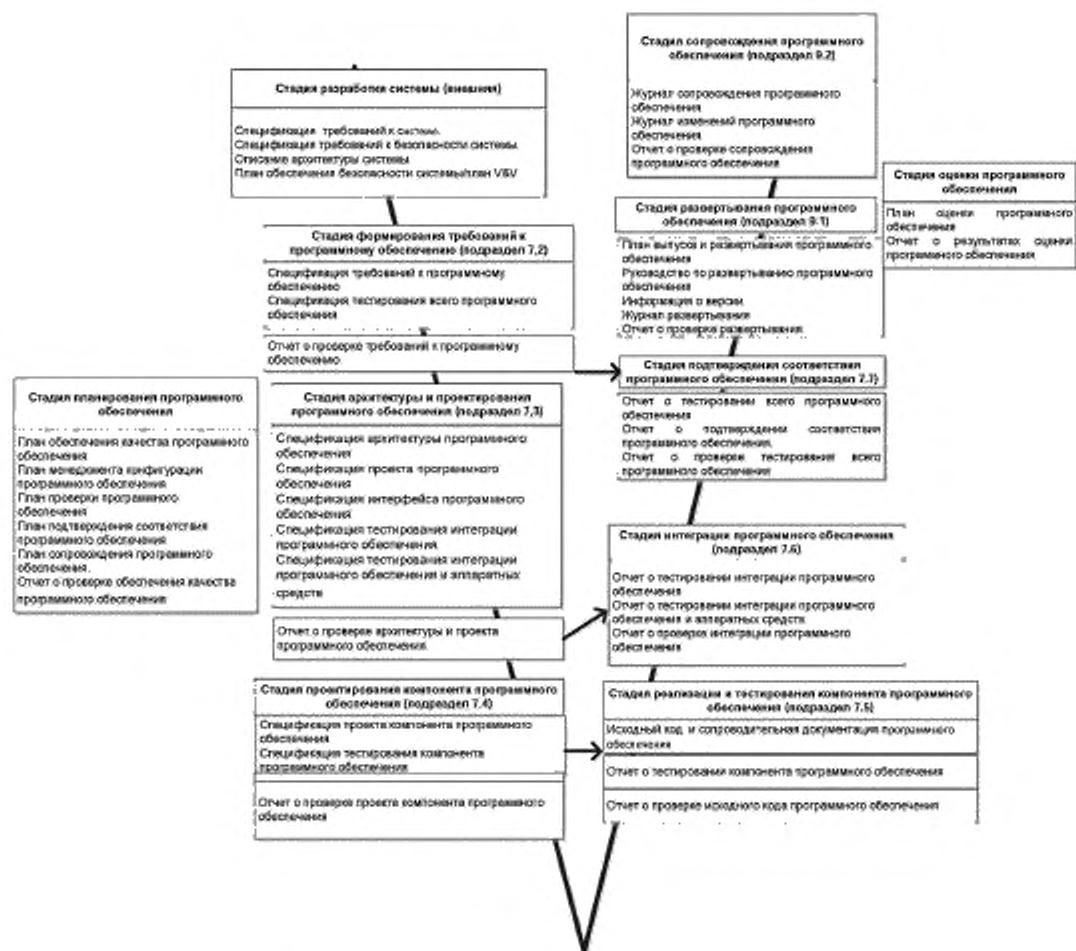 Стадия разработки системы (внешняя)
Спецификация требований к системе.
Спецификация требований к безопасности системы.
Описание архитектуры системы
План обеспечения безопасности системы/план V&V
Стадия формирования требований к
программному обеспечению (подраздел 7,2)
Спецификация требований к программному
обеспечению
Спецификация тестирования всего программного
обеспечения
Отчет о проверке требований к программному
обеспечению
Стадия планирования программного
обеспечения
План обеспечения качества программного
обеспечения
План менеджмента конфигурации
программного обеспечения
План проверки программного
обеспечения
План подтверждения соответствия
программного обеспечения
План сопровождения программного
обеспечения.
Отчет о проверке обеспечения качества
программного обеспечения
Стадия архитектуры и проектирования
программного обеспечения (подраздел 7,3)
Спецификация архитектуры программного
обеспечения
Спецификация проекта программного
обеспечения
Спецификация интерфейса программного
обеспечения
Спецификация тестирования интеграции
программного обеспечения
Спецификация тестирования интеграции
программного обеспечения и аппаратных
средств
Отчет о проверке архитектуры и проекта
программного обеспечения.
Стадия проектирования компонента программного
обеспечения (подраздел 7,4)
Спецификация проекта компонента программного
обеспечения
Спецификация тестирования компонента
программного обеспечения
Отчет о проверке проекта компонента программного
обеспечения
Стадия сопровождения программного
обеспечения (подраздел 9.2)
Журнал сопровождения программного
обеспечения
Журнал изменений программного
обеспечения
Отчет о проверке сопровождения
программного обеспечения
Стадия оценки программного
обеспечения
План оценки программного
обеспечения
Отчет о результатах оценки
программного обеспечения
Стадия развертывания программного
обеспечения (подраздел 9.1)
План выпуска и развертывания программного
обеспечения
Руководство по развертыванию программного
обеспечения
Информация о версии
Журнал развертывания
Отчет о проверке развертывания
Стадия подтверждения соответствия
программного обеспечения (подраздел 7.7)
Отчет о тестировании всего программного
обеспечения
Отчет о подтверждении соответствия
программного обеспечения.
Отчет о проверке тестирования всего
программного обеспечения
Стадия интеграции программного обеспечения
(подраздел 7,6)
Отчет о тестировании интеграции программного
обеспечения
Отчет о тестировании интеграции программного
обеспечения и аппаратных средств
Отчет о проверке интеграции программного
обеспечения
Стадия реализации и тестирования компонента программного
обеспечения (подраздел 7.5)
Исходный код и сопроводительная документация программного
обеспечения
Отчет о тестировании компонента программного обеспечения
Отчет о проверке исходного кода программного обеспечения